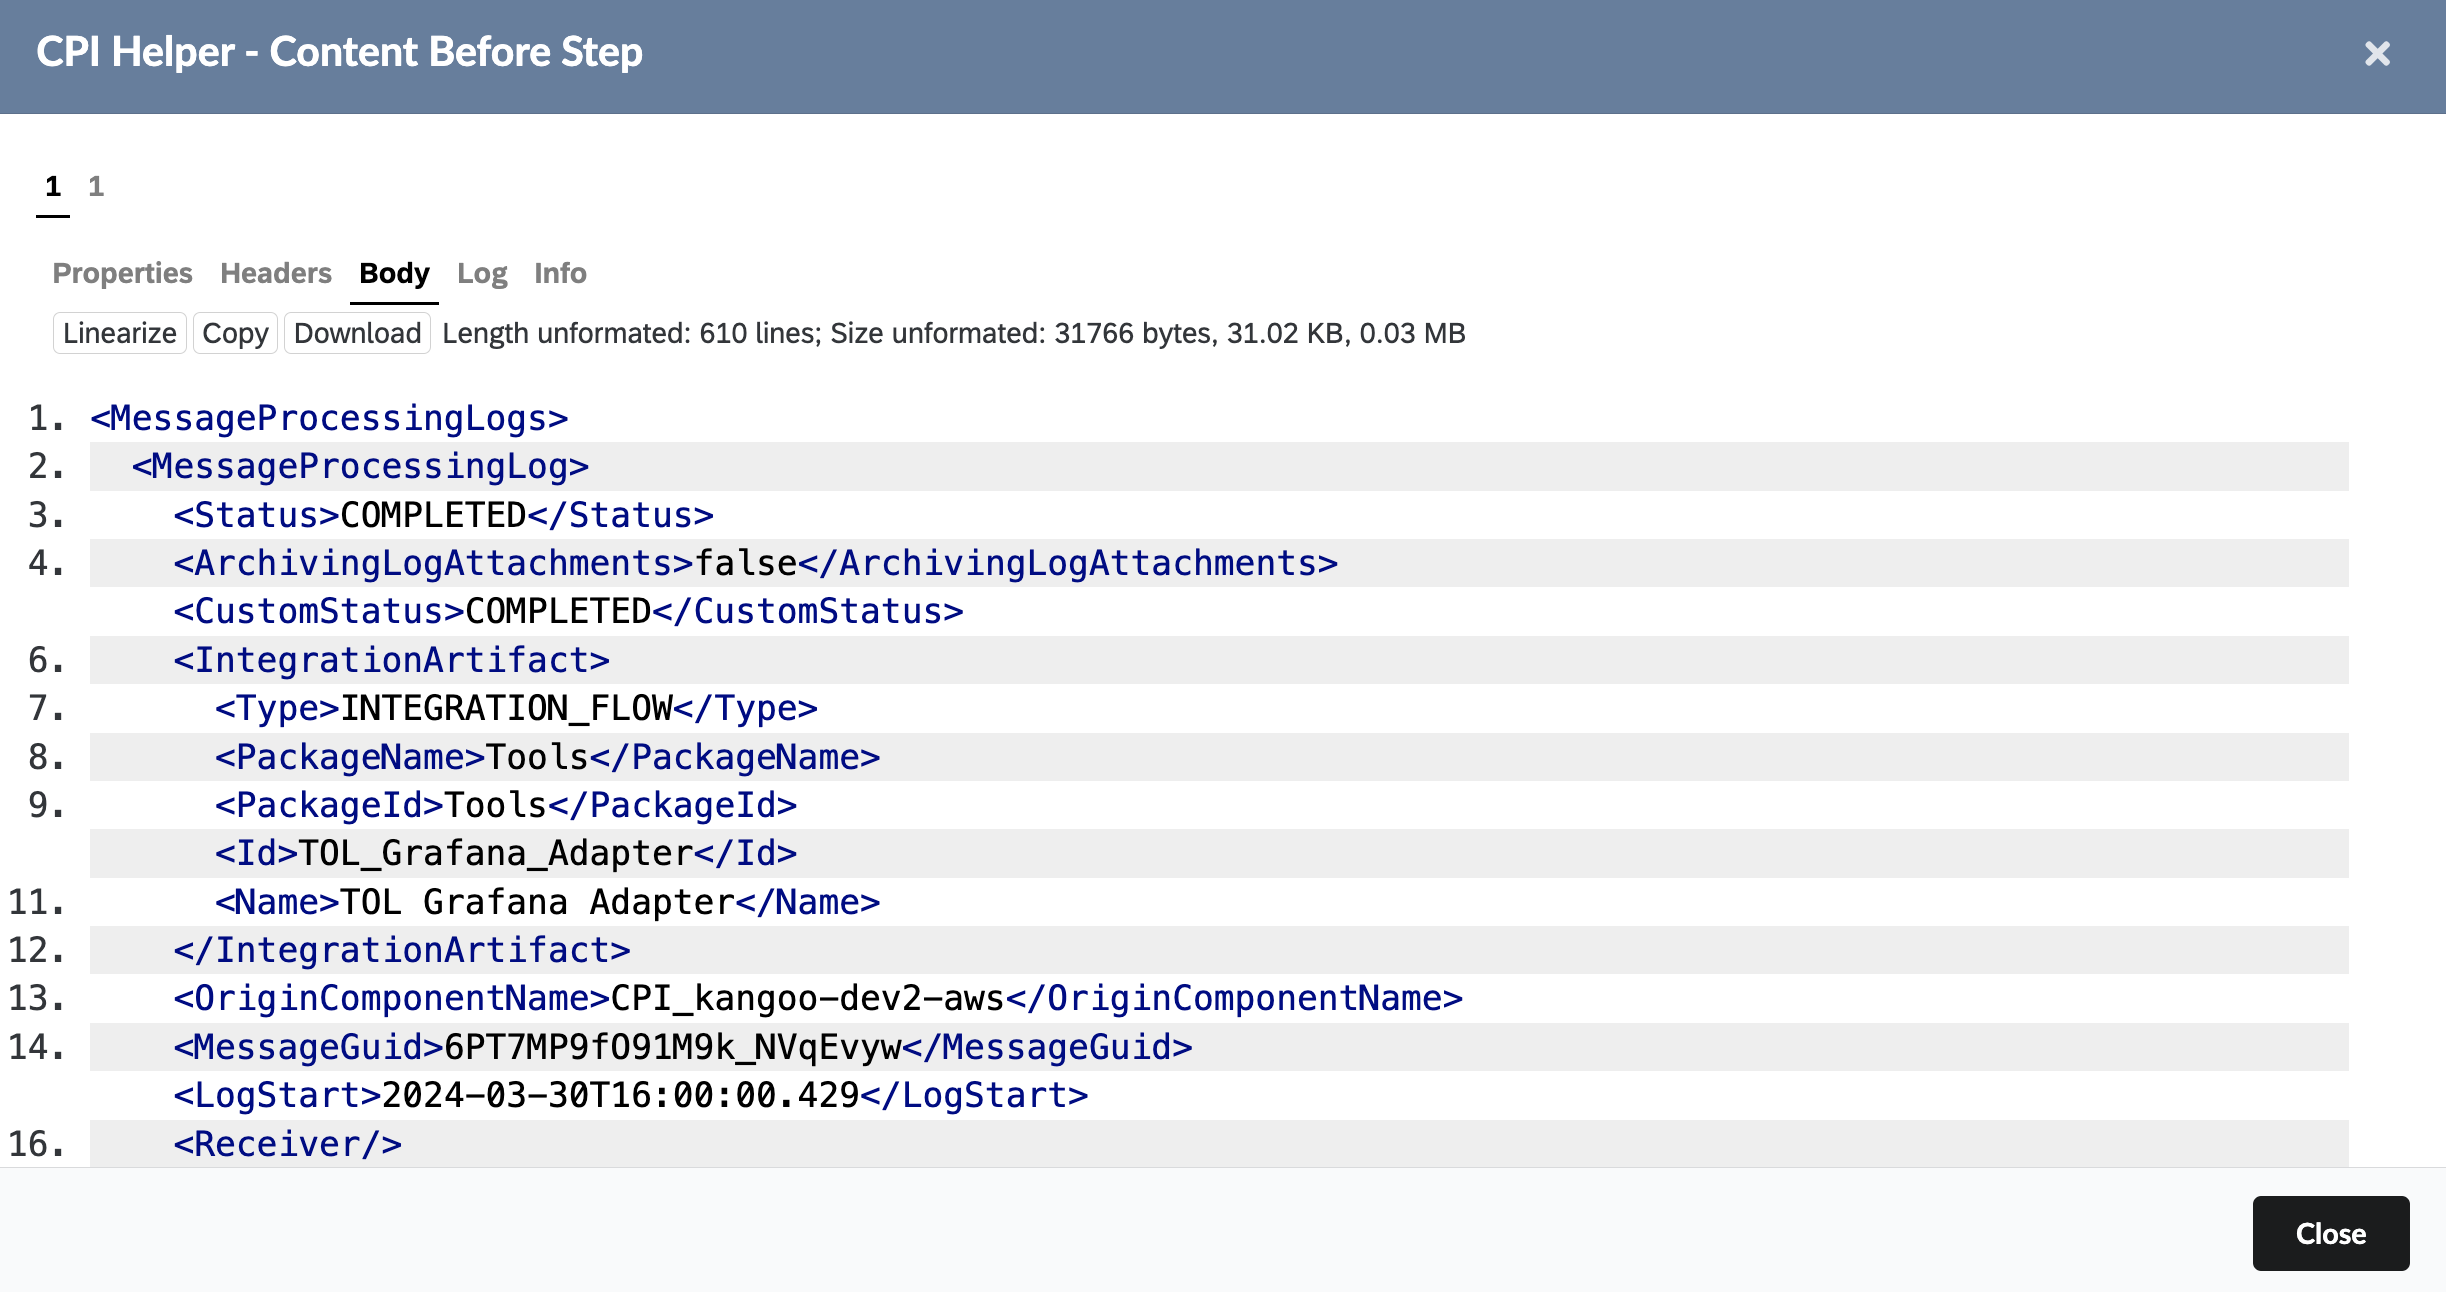 CPI Helper - Content Before Step
1 1
Properties Headers Body Log Info
Linearize Copy Download Length unformated: 610 lines; Size unformated: 31766 bytes, 31.02 KB, 0.03 MB
1. <MessageProcessingLogs>
2. <MessageProcessingLog>
3. <Status>COMPLETED</Status>
4. <ArchivingLogAttachments>false</ArchivingLogAttachments>
<CustomStatus>COMPLETED</CustomStatus>
6. <IntegrationArtifact>
7. <Type>INTEGRATION_FLOW</Type>
8. <PackageName>Tools</PackageName>
9. <PackageId>Tools</PackageId>
<Id>TOL_Grafana_Adapter</Id>
11. <Name>TOL Grafana Adapter</Name>
12. </IntegrationArtifact>
13. <OriginComponentName>CPI_kangoo-dev2-aws</OriginComponentName>
14. <MessageGuid>6PT7MP9fO91M9k_NVqEvyw</MessageGuid>
<LogStart>2024-03-30T16:00:00.429</LogStart>
16. <Receiver/>
Close